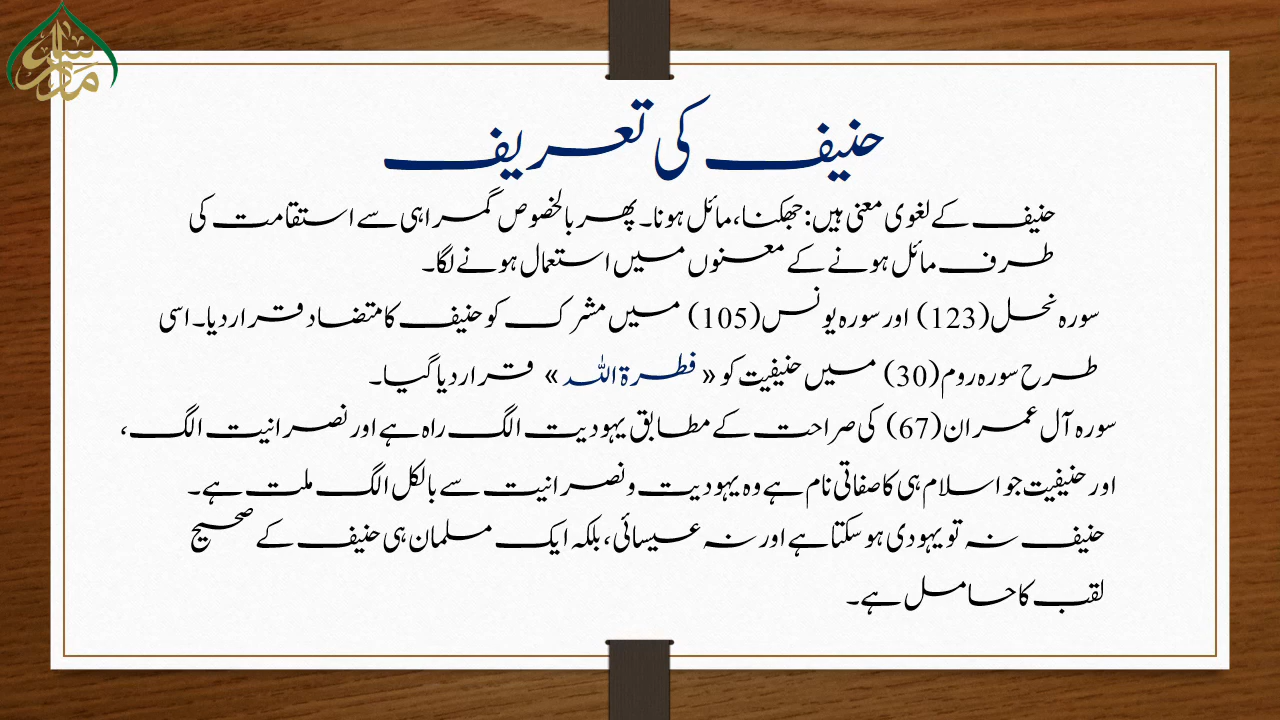 مدرسہ
حنیف کی تعریف
حنیف کے لغوی معنی ہیں: جھکنا، مائل ہونا۔ پھر بالخصوص گمراہی سے استقامت کی
طرف مائل ہونے کے معنوں میں استعمال ہونے لگا۔
سورہ نحل(123) اور سورہ یونس(105) میں مشرک کو حنیف کا متضاد قرار دیا۔ اسی
طرح سورہ روم(30) میں حنیفیت کو « فطرۃ اللہ » قرار دیا گیا۔
سورہ آل عمران(67) کی صراحت کے مطابق یہودیت الگ راہ ہے اور نصرانیت الگ،
اور حنیفیت جو اسلام ہی کا صفاتی نام ہے وہ یہودیت و نصرانیت سے بالکل الگ ملت ہے۔
حنیف نہ تو یہودی ہو سکتا ہے اور نہ عیسائی، بلکہ ایک مسلمان ہی حنیف کے صحیح
لقب کا حامل ہے۔